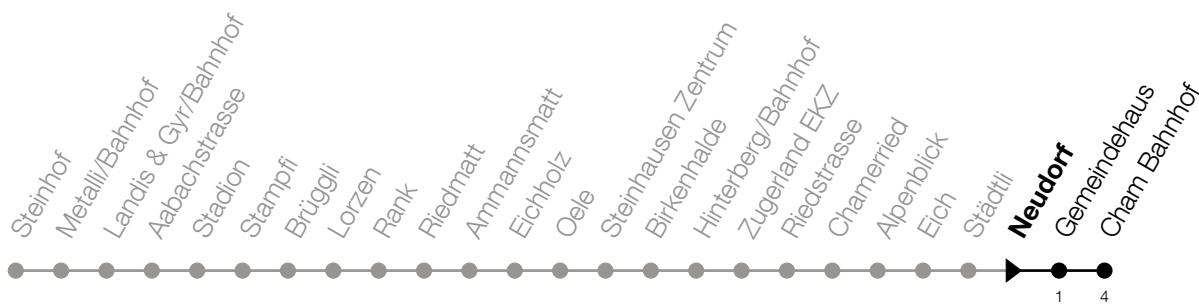 Steinhof
Metalli/Bahnhof
Landis & Gyr/Bahnhof
Aabachstrasse
Stadion
Stampfi
Brüggli
Lorzen
Rank
Riedmatt
Ammannsmatt
Eichholz
Oele
Steinhausen Zentrum
Birkenhalde
Hinterberg/Bahnhof
Zugerland EKZ
Riedstrasse
Chamerried
Alpenblick
Eich
Städtli
Neudorf
Gemeindehaus
Cham Bahnhof
1
4